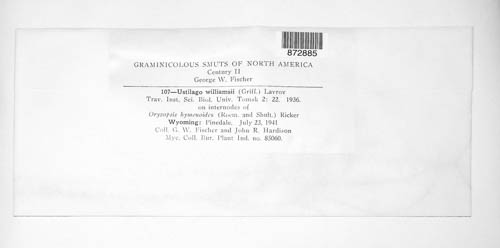 872885
GRAMINICOLOUS SMUTS OF NORTH AMERICA
Century II
George W. Fischer
107—Ustilago williamsii (Griff.) Lavrov
Trav. Inst. Sci. Biol. Univ. Tomsk 2: 22. 1936.
on internodes of
Oryzopsis hymenoides (Roem. and Shult.) Ricker
Wyoming: Pinedale, July 23, 1941
Coll. G. W. Fischer and John R. Hardison
Myc. Coll. Bur. Plant Ind. no. 83060.